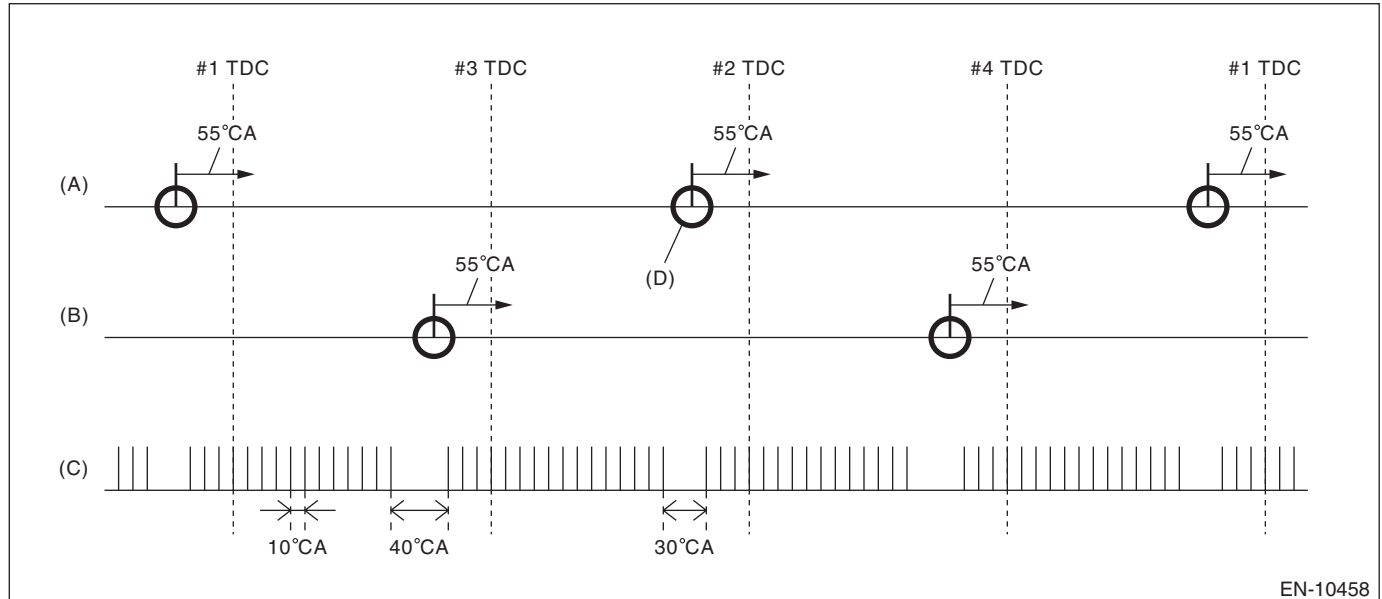 #1 TDC #3 TDC #2 TDC #4 TDC #1 TDC
55°CA 55°CA 55°CA
(A)
55°CA 55°CA
(D)
(B)
(C)
10°CA 40°CA 30°CA
EN-10458